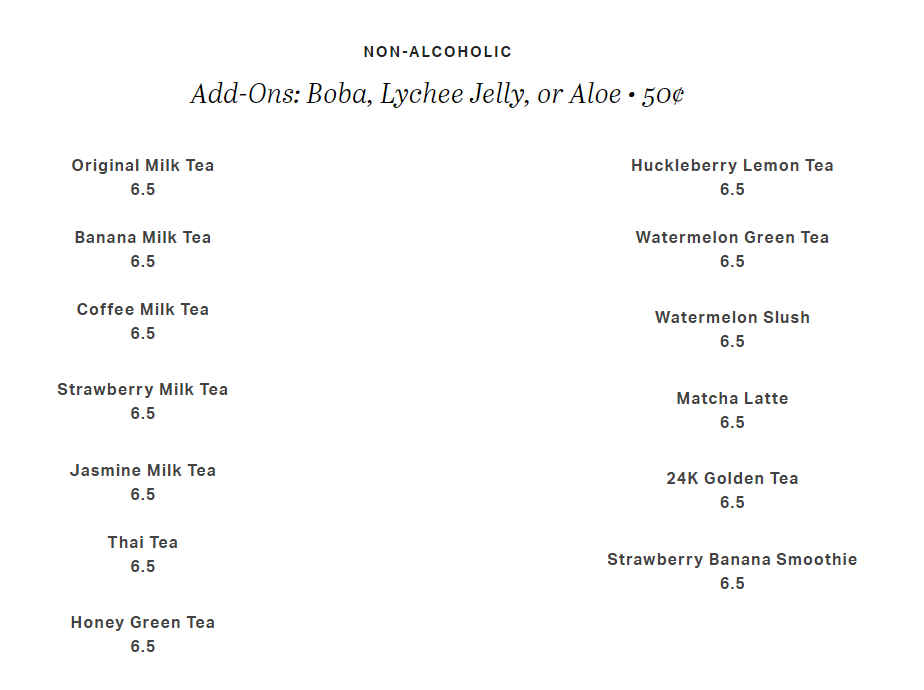 NON-ALCOHOLIC
Add-Ons: Boba, Lychee Jelly, or Aloe • 50¢
Original Milk Tea
6.5
Banana Milk Tea
6.5
Coffee Milk Tea
6.5
Strawberry Milk Tea
6.5
Jasmine Milk Tea
6.5
Thai Tea
6.5
Honey Green Tea
6.5
Huckleberry Lemon Tea
6.5
Watermelon Green Tea
6.5
Watermelon Slush
6.5
Matcha Latte
6.5
24K Golden Tea
6.5
Strawberry Banana Smoothie
6.5